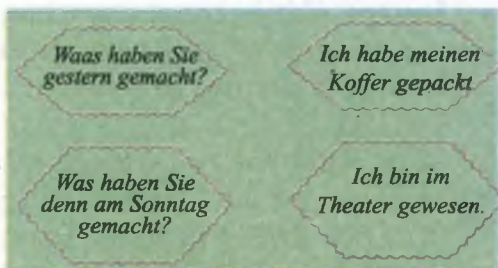 Waas haben Sie
gestern gemacht?
Ich habe meinen
Koffer gepackt
Was haben Sie
denn am Sonntag
gemacht?
Ich bin im
Theater gewesen.